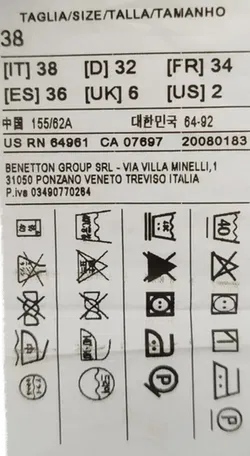 TAGLIA/SIZE/TALLA/TAMANHO
38
[IT] 38 [D] 32 [FR] 34
[ES] 36 [UK] 6 [US] 2
中国 155/62A 대한민국 64-92
US RN 64961 CA 07697 20080183
BENETTON GROUP SRL - VIA VILLA MINELLI,1
31050 PONZANO VENETO TREVISO ITALIA
P.iva 03490770264